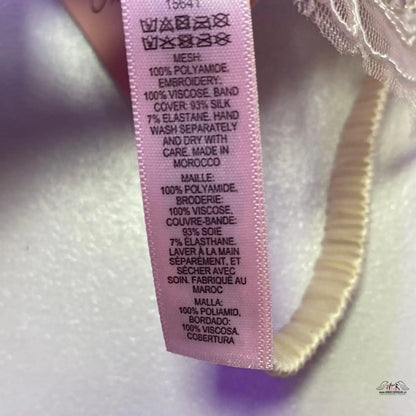 15641
MESH:
100% POLYAMIDE.
EMBROIDERY:
100% VISCOSE. BAND
COVER: 93% SILK
7% ELASTANE. HAND
WASH SEPARATELY
AND DRY WITH
CARE. MADE IN
MOROCCO
MAILLE:
100% POLYAMIDE,
BRODERIE:
100% VISCOSE,
COUVRE-BANDE:
93% SOIE
7% ÉLASTHANE.
LAVER À LA MAIN
SÉPARÉMENT, ET
SÉCHER AVEC
SOIN. FABRIQUÉ AU
MAROC
MALLA:
100% POLIAMID,
BORDADO:
100% VISCOSA,
COBERTURA